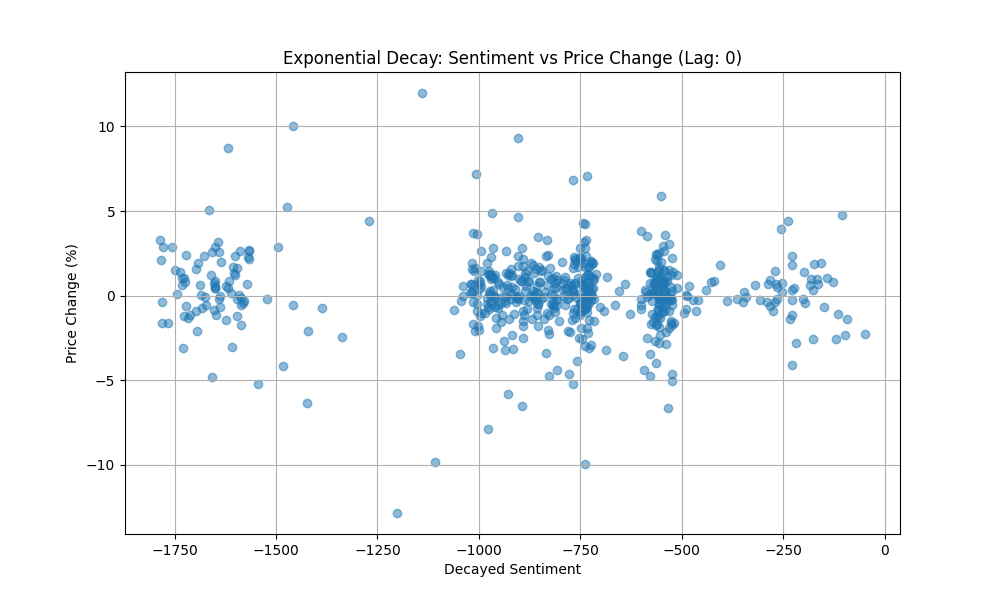 Exponential Decay: Sentiment vs Price Change (Lag: 0)
Price Change (%)
10
5
0
−5
−10
−1750 −1500 −1250 −1000 −750 −500 −250 0
Decayed Sentiment